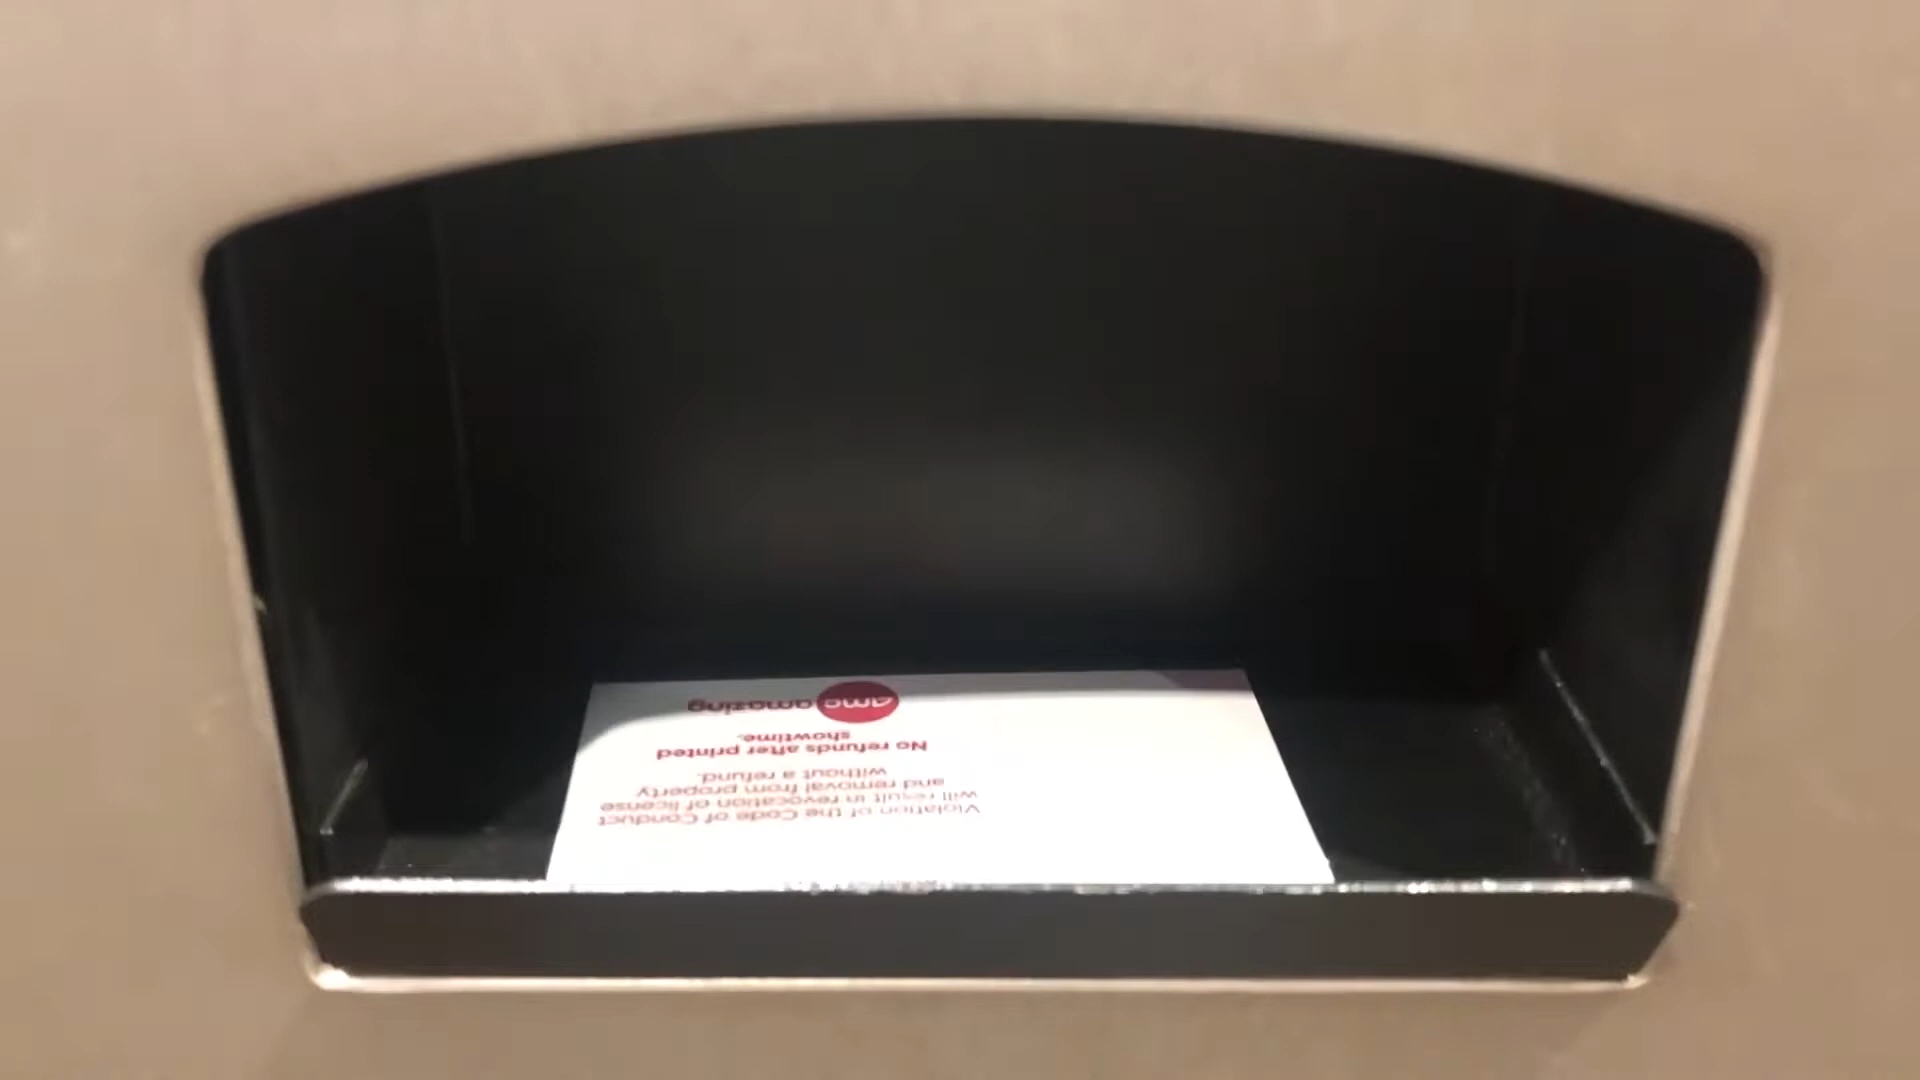 Violation of the Code of Conduct
will result in revocation of license
and removal from property
without a refund.
No refunds after printed
showtime.
amc amazing